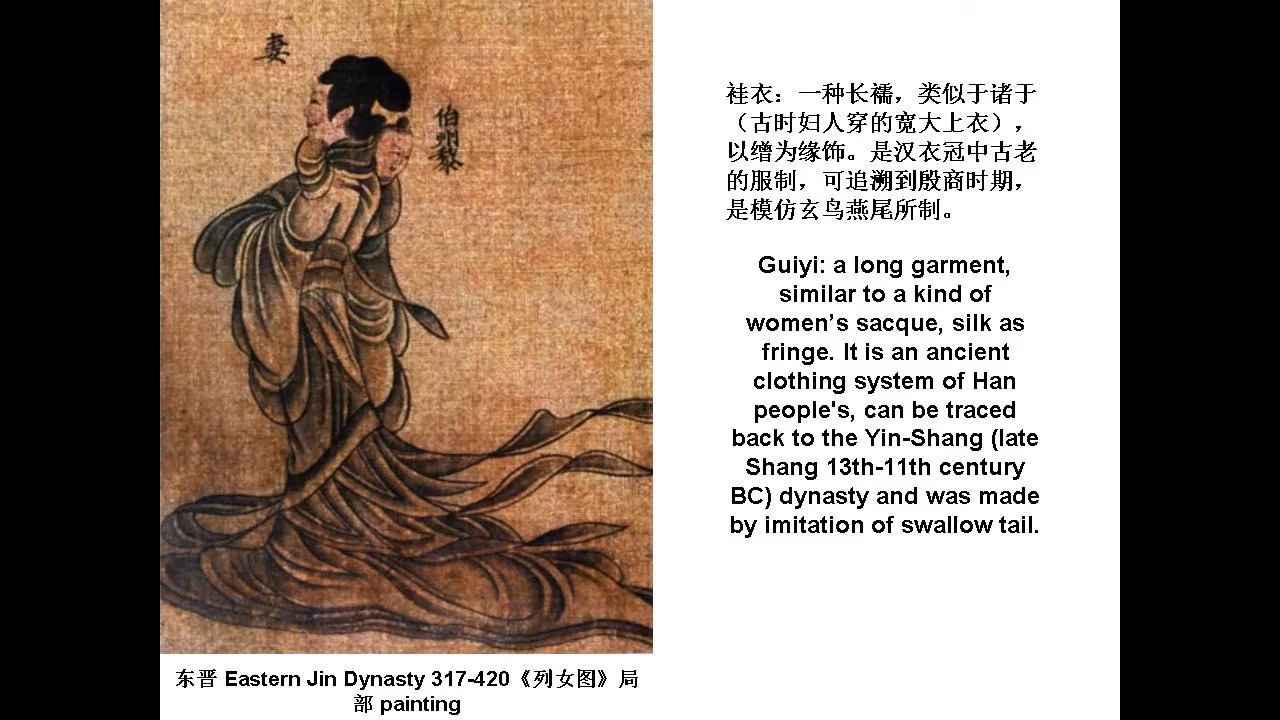 妻
伯州黎
袿衣：一种长襦，类似于诸于
（古时妇人穿的宽大上衣），
以缯为缘饰。是汉衣冠中古老
的服制，可追溯到殷商时期，
是模仿玄鸟燕尾所制。
Guiyi: a long garment,
similar to a kind of
women’s sacque, silk as
fringe. It is an ancient
clothing system of Han
people's, can be traced
back to the Yin-Shang (late
Shang 13th-11th century
BC) dynasty and was made
by imitation of swallow tail.
东晋 Eastern Jin Dynasty 317-420《列女图》局
部 painting